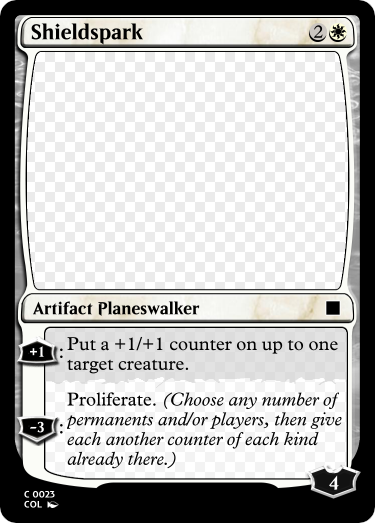 Shieldspark 2
Artifact Planeswalker
+1: Put a +1/+1 counter on up to one
target creature.
-3: Proliferate. (Choose any number of
permanents and/or players, then give
each another counter of each kind
already there.)
4
C 0023
COL